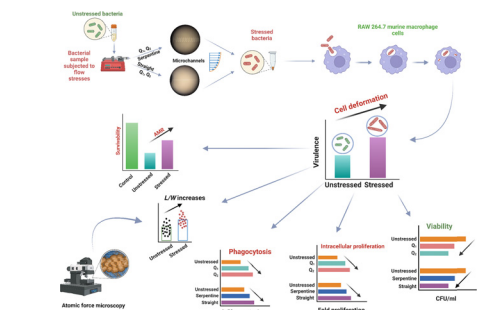 Unstressed bacteria
Bacterial
sample
subjected to
flow
stresses
Q₁, Q₂
Serpentine
Straight
Q₁, Q₂
Microchannels
Stressed
bacteria
RAW 264.7 murine macrophage
cells
Survivability
AMR
Control
Unstressed
Stressed
Cell deformation
Virulence
Unstressed Stressed
L/W increases
Unstressed
Stressed
Atomic force microscopy
Phagocytosis
Unstressed
Q₁
Q₂
Unstressed
Serpentine
Straight
Intracellular proliferation
Unstressed
Q₁
Q₂
Unstressed
Serpentine
Straight
Viability
Unstressed
Q₁
Q₂
Unstressed
Serpentine
Straight
CFU/ml